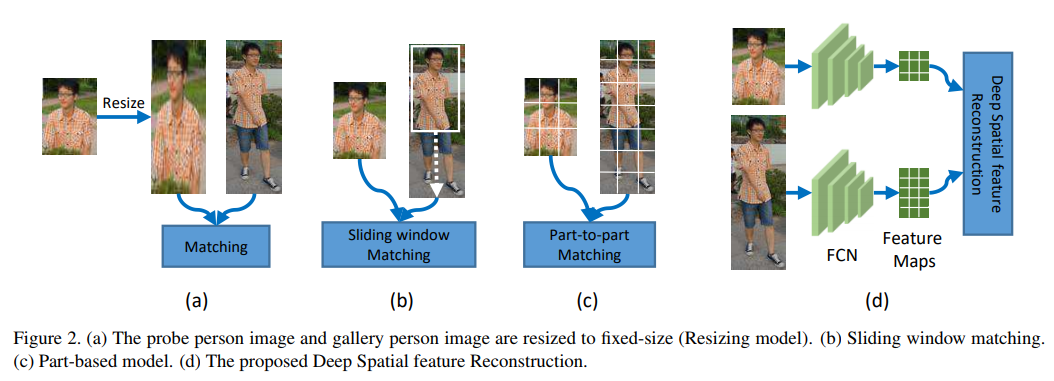 Resize
Matching
(a)
Sliding window
Matching
(b)
Part-to-part
Matching
(c)
FCN
Feature
Maps
Deep Spatial feature
Reconstruction
(d)
Figure 2. (a) The probe person image and gallery person image are resized to fixed-size (Resizing model). (b) Sliding window matching.
(c) Part-based model. (d) The proposed Deep Spatial feature Reconstruction.